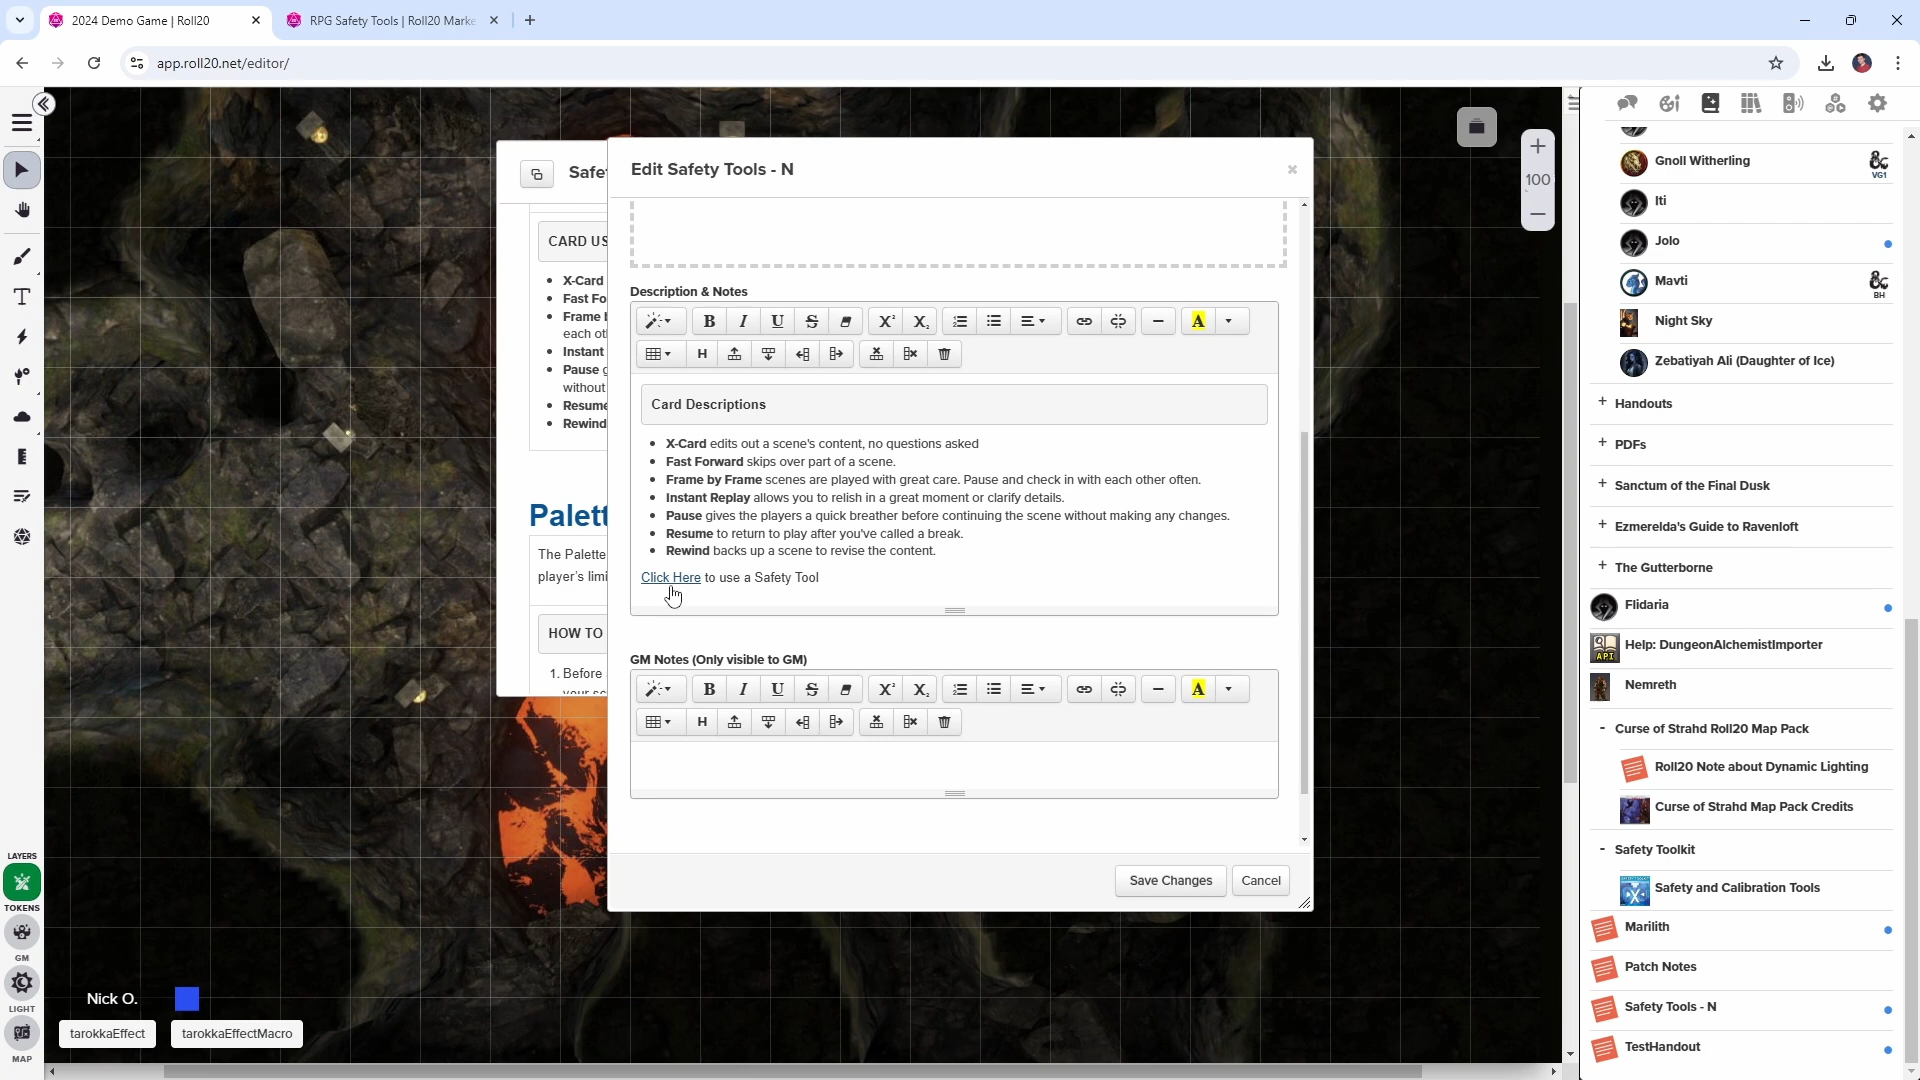 2024 Demo Game | Roll20
RPG Safety Tools | Roll20 Marke
app.roll20.net/editor/
100
Safe
CARD US
X-Card
Fast Fo
Frame b
each ot
Instant
Pause g
without
Resume
Rewind
Palett
The Palette
player's limi
HOW TO
1. Before
your sc
Edit Safety Tools - N
Description & Notes
B I U S X² X₂ A
H
Card Descriptions
X-Card edits out a scene's content, no questions asked
Fast Forward skips over part of a scene.
Frame by Frame scenes are played with great care. Pause and check in with each other often.
Instant Replay allows you to relish in a great moment or clarify details.
Pause gives the players a quick breather before continuing the scene without making any changes.
Resume to return to play after you've called a break.
Rewind backs up a scene to revise the content.
Click Here to use a Safety Tool
GM Notes (Only visible to GM)
B I U S X² X₂ A
H
Save Changes
Cancel
Gnoll Witherling
VG1
Iti
Jolo
Mavti
BH
Night Sky
Zebatiyah Ali (Daughter of Ice)
+ Handouts
+ PDFs
+ Sanctum of the Final Dusk
+ Ezmerelda's Guide to Ravenloft
+ The Gutterborne
Flidaria
API
Help: DungeonAlchemistImporter
Nemreth
- Curse of Strahd Roll20 Map Pack
Roll20 Note about Dynamic Lighting
Curse of Strahd Map Pack Credits
- Safety Toolkit
Safety and Calibration Tools
Marilith
Patch Notes
Safety Tools - N
TestHandout
LAYERS
TOKENS
GM
LIGHT
MAP
Nick O.
tarokkaEffect
tarokkaEffectMacro